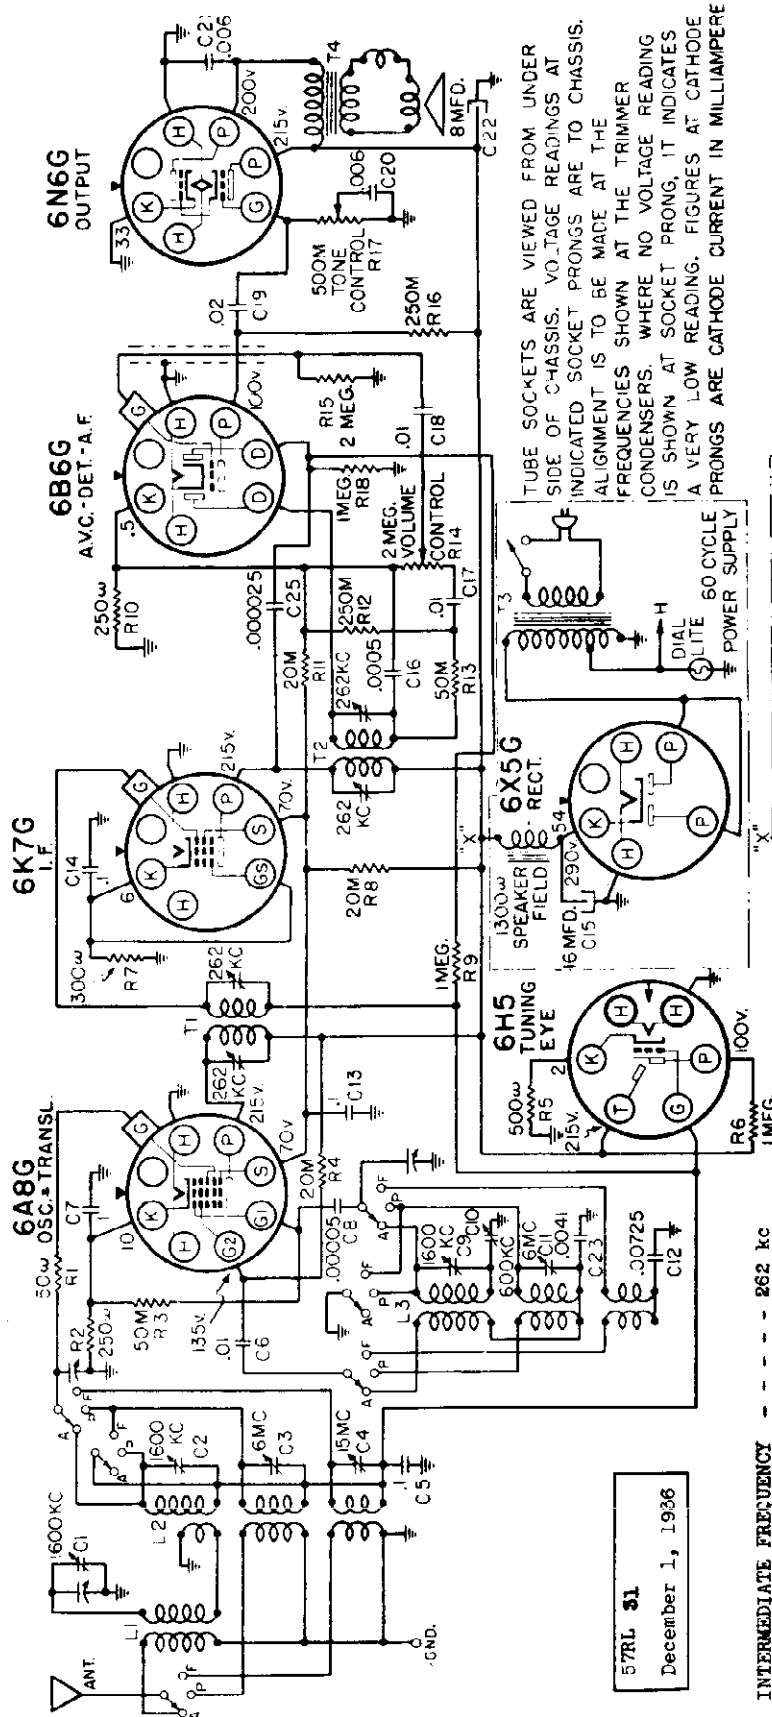 6A8G
OSC. - TRANSL.
6K7G
I. F.
6B6G
A.V.C.-DET.-A.F.
6N6G
OUTPUT
ANT.
GND.
L1
1600KC
C1
L2
1600
KC
C2
6MC
C3
15MC
C4
.1
C5
A
P
F
50ω
R1
R2
250ω
C7
.1
10
50M
R3
135v.
.01
C6
K
H
G
P
S
G1
G2
215v.
70v.
20M
R4
.00005
C8
L3
1600
KC
C9
C10
600KC
6MC
C11
.0041
C23
.00725
C12
.1
C13
T1
262
KC
262
KC
300ω
R7
C14
.1
6
K
H
G
P
S
GS
215v.
70v.
20M
R8
1MEG.
R9
T2
262
KC
262KC
.0005
C16
20M
R11
250M
R12
50M
R13
.01
C17
.000025
C25
250ω
R10
.5
K
H
G
P
D
D
100v.
1MEG.
R18
2 MEG.
VOLUME
CONTROL
R14
R15
2 MEG.
.01
C18
.02
C19
250M
R16
500M
TONE
CONTROL
R17
.006
C20
33
K
H
P
G
200v
215v.
C21
.006
T4
8MFD.
C22
6H5
TUNING
EYE
500ω
R5
2
K
H
T
G
P
215v.
100v.
R6
1MEG.
6X5G
RECT.
1300ω
SPEAKER
FIELD
"X"
54
290v.
16MFD.
C15
K
H
P
P
T3
H
DIAL
LITE
S
60 CYCLE
POWER SUPPLY
"X"
TUBE SOCKETS ARE VIEWED FROM UNDER
SIDE OF CHASSIS. VOLTAGE READINGS AT
INDICATED SOCKET PRONGS ARE TO CHASSIS.
ALIGNMENT IS TO BE MADE AT THE
FREQUENCIES SHOWN AT THE TRIMMER
CONDENSERS. WHERE NO VOLTAGE READING
IS SHOWN AT SOCKET PRONG, IT INDICATES
A VERY LOW READING. FIGURES AT CATHODE
PRONGS ARE CATHODE CURRENT IN MILLIAMPERE
57RL 31
December 1, 1936
INTERMEDIATE FREQUENCY - - - - - 262 kc